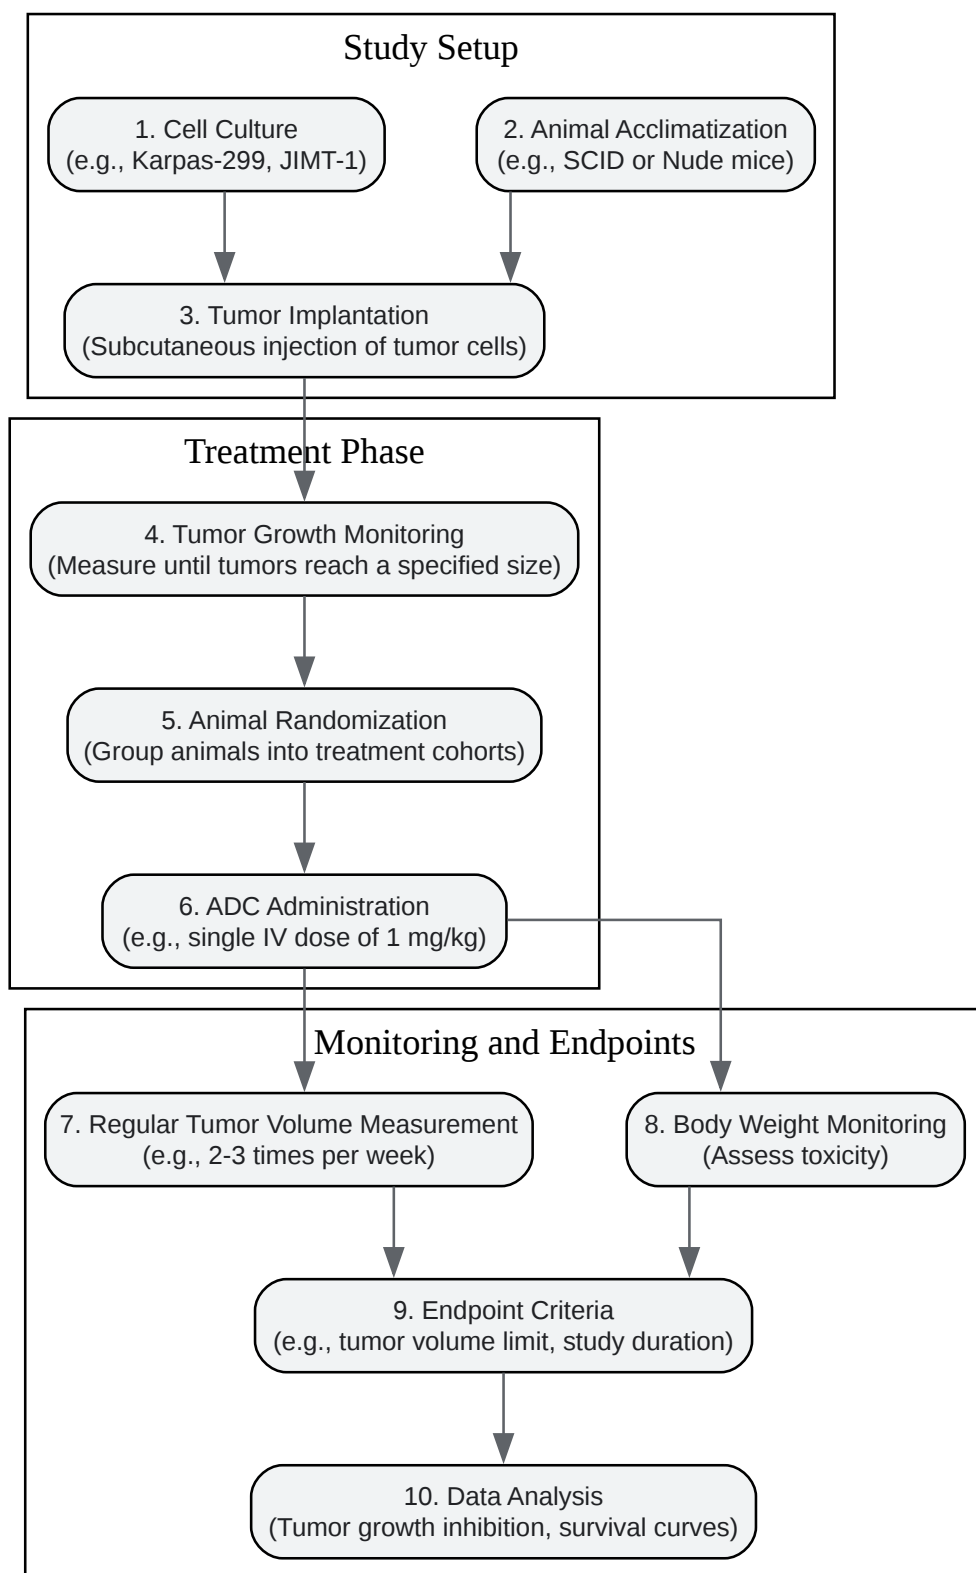 Study Setup
1. Cell Culture
(e.g., Karpas-299, JIMT-1)
2. Animal Acclimatization
(e.g., SCID or Nude mice)
3. Tumor Implantation
(Subcutaneous injection of tumor cells)
Treatment Phase
4. Tumor Growth Monitoring
(Measure until tumors reach a specified size)
5. Animal Randomization
(Group animals into treatment cohorts)
6. ADC Administration
(e.g., single IV dose of 1 mg/kg)
Monitoring and Endpoints
7. Regular Tumor Volume Measurement
(e.g., 2-3 times per week)
8. Body Weight Monitoring
(Assess toxicity)
9. Endpoint Criteria
(e.g., tumor volume limit, study duration)
10. Data Analysis
(Tumor growth inhibition, survival curves)